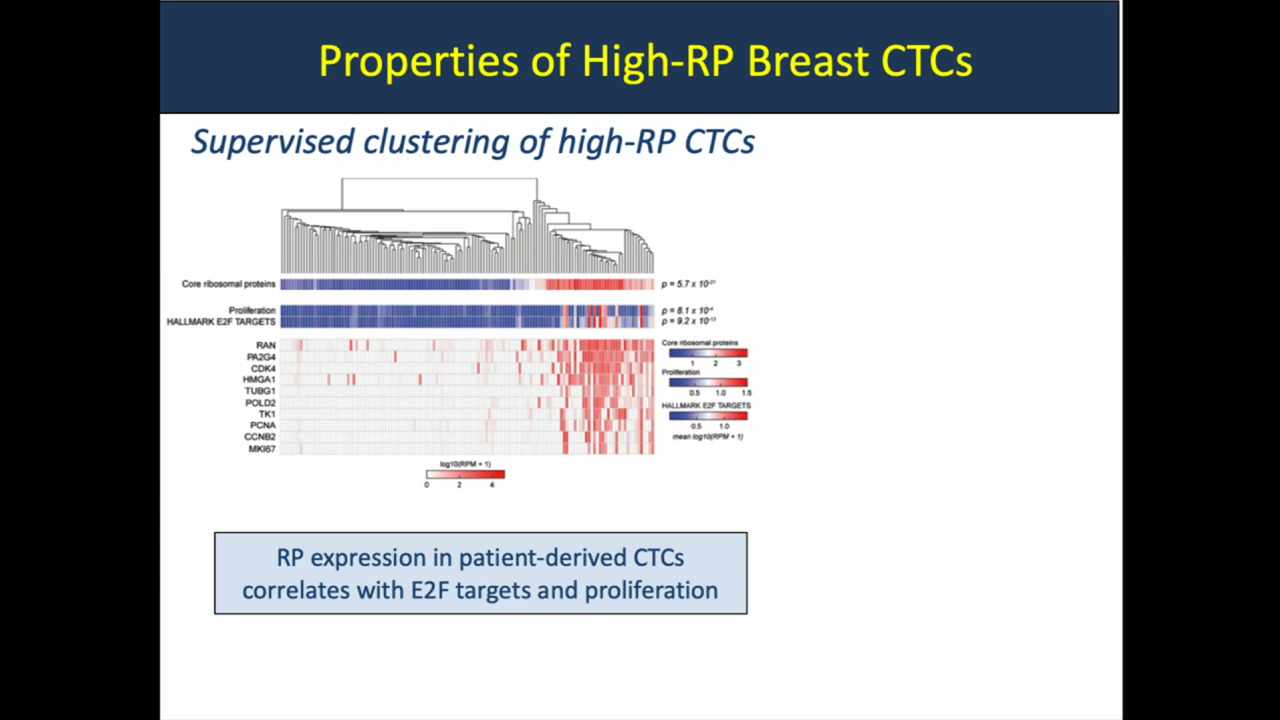 Properties of High-RP Breast CTCs
Supervised clustering of high-RP CTCs
Core ribosomal proteins
p = 5.7 x 10⁻²¹
Proliferation
p = 8.1 x 10⁻⁴
HALLMARK E2F TARGETS
p = 9.2 x 10⁻¹³
RAN
PA2G4
CDK4
HMGA1
TUBG1
POLD2
TK1
PCNA
CCNB2
MKI67
Core ribosomal proteins
1 2 3
Proliferation
0.5 1.0 1.5
HALLMARK E2F TARGETS
0.5 1.0
mean log10(RPM + 1)
log10(RPM + 1)
0 2 4
RP expression in patient-derived CTCs
correlates with E2F targets and proliferation